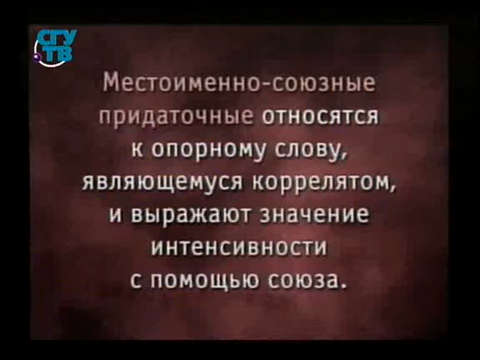 СГУ
ТВ
Местоименно-союзные
придаточные относятся
к опорному слову,
являющемуся коррелятом,
и выражают значение
интенсивности
с помощью союза.